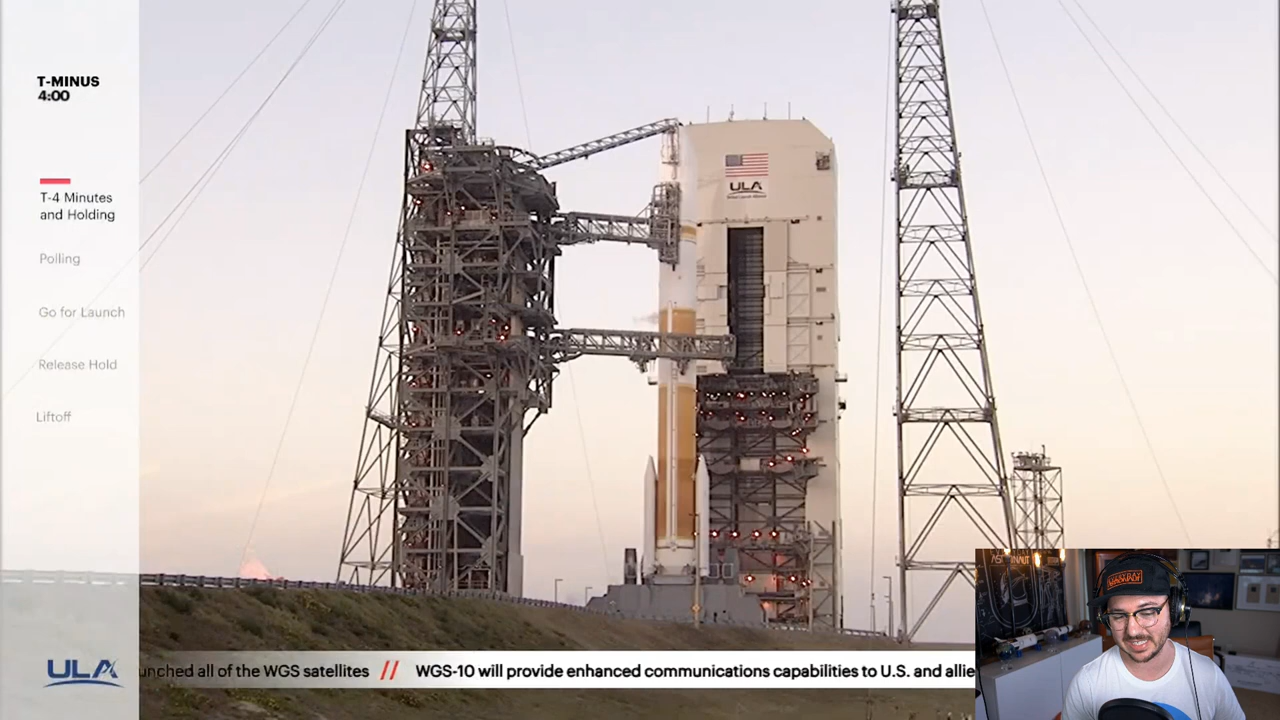 T-MINUS
4:00
T-4 Minutes
and Holding
Polling
Go for Launch
Release Hold
Liftoff
ULA
ULA
unched all of the WGS satellites // WGS-10 will provide enhanced communications capabilities to U.S. and allie